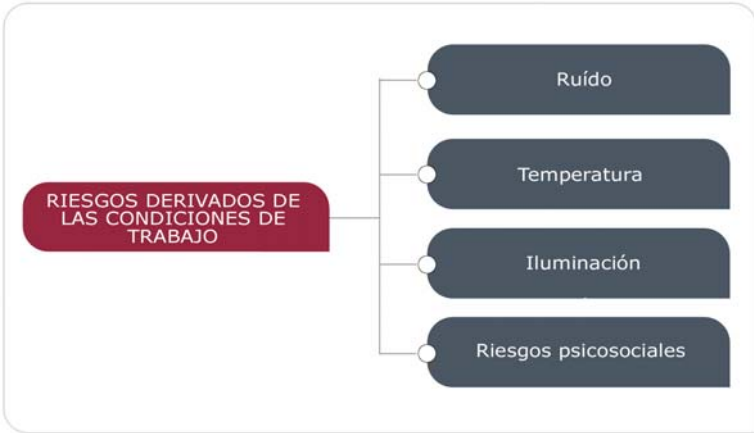 RIESGOS DERIVADOS DE
LAS CONDICIONES DE
TRABAJO
Ruído
Temperatura
Iluminación
Riesgos psicosociales